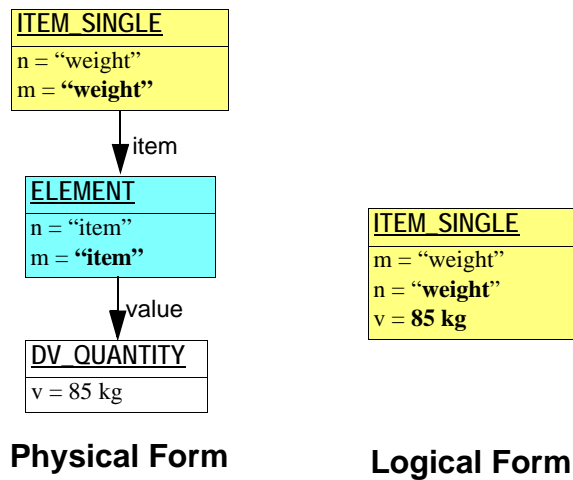 ITEM_SINGLE
n = “weight”
m = “weight”
item
ELEMENT
n = “item”
m = “item”
value
DV_QUANTITY
v = 85 kg
Physical Form
ITEM_SINGLE
m = “weight”
n = “weight”
v = 85 kg
Logical Form